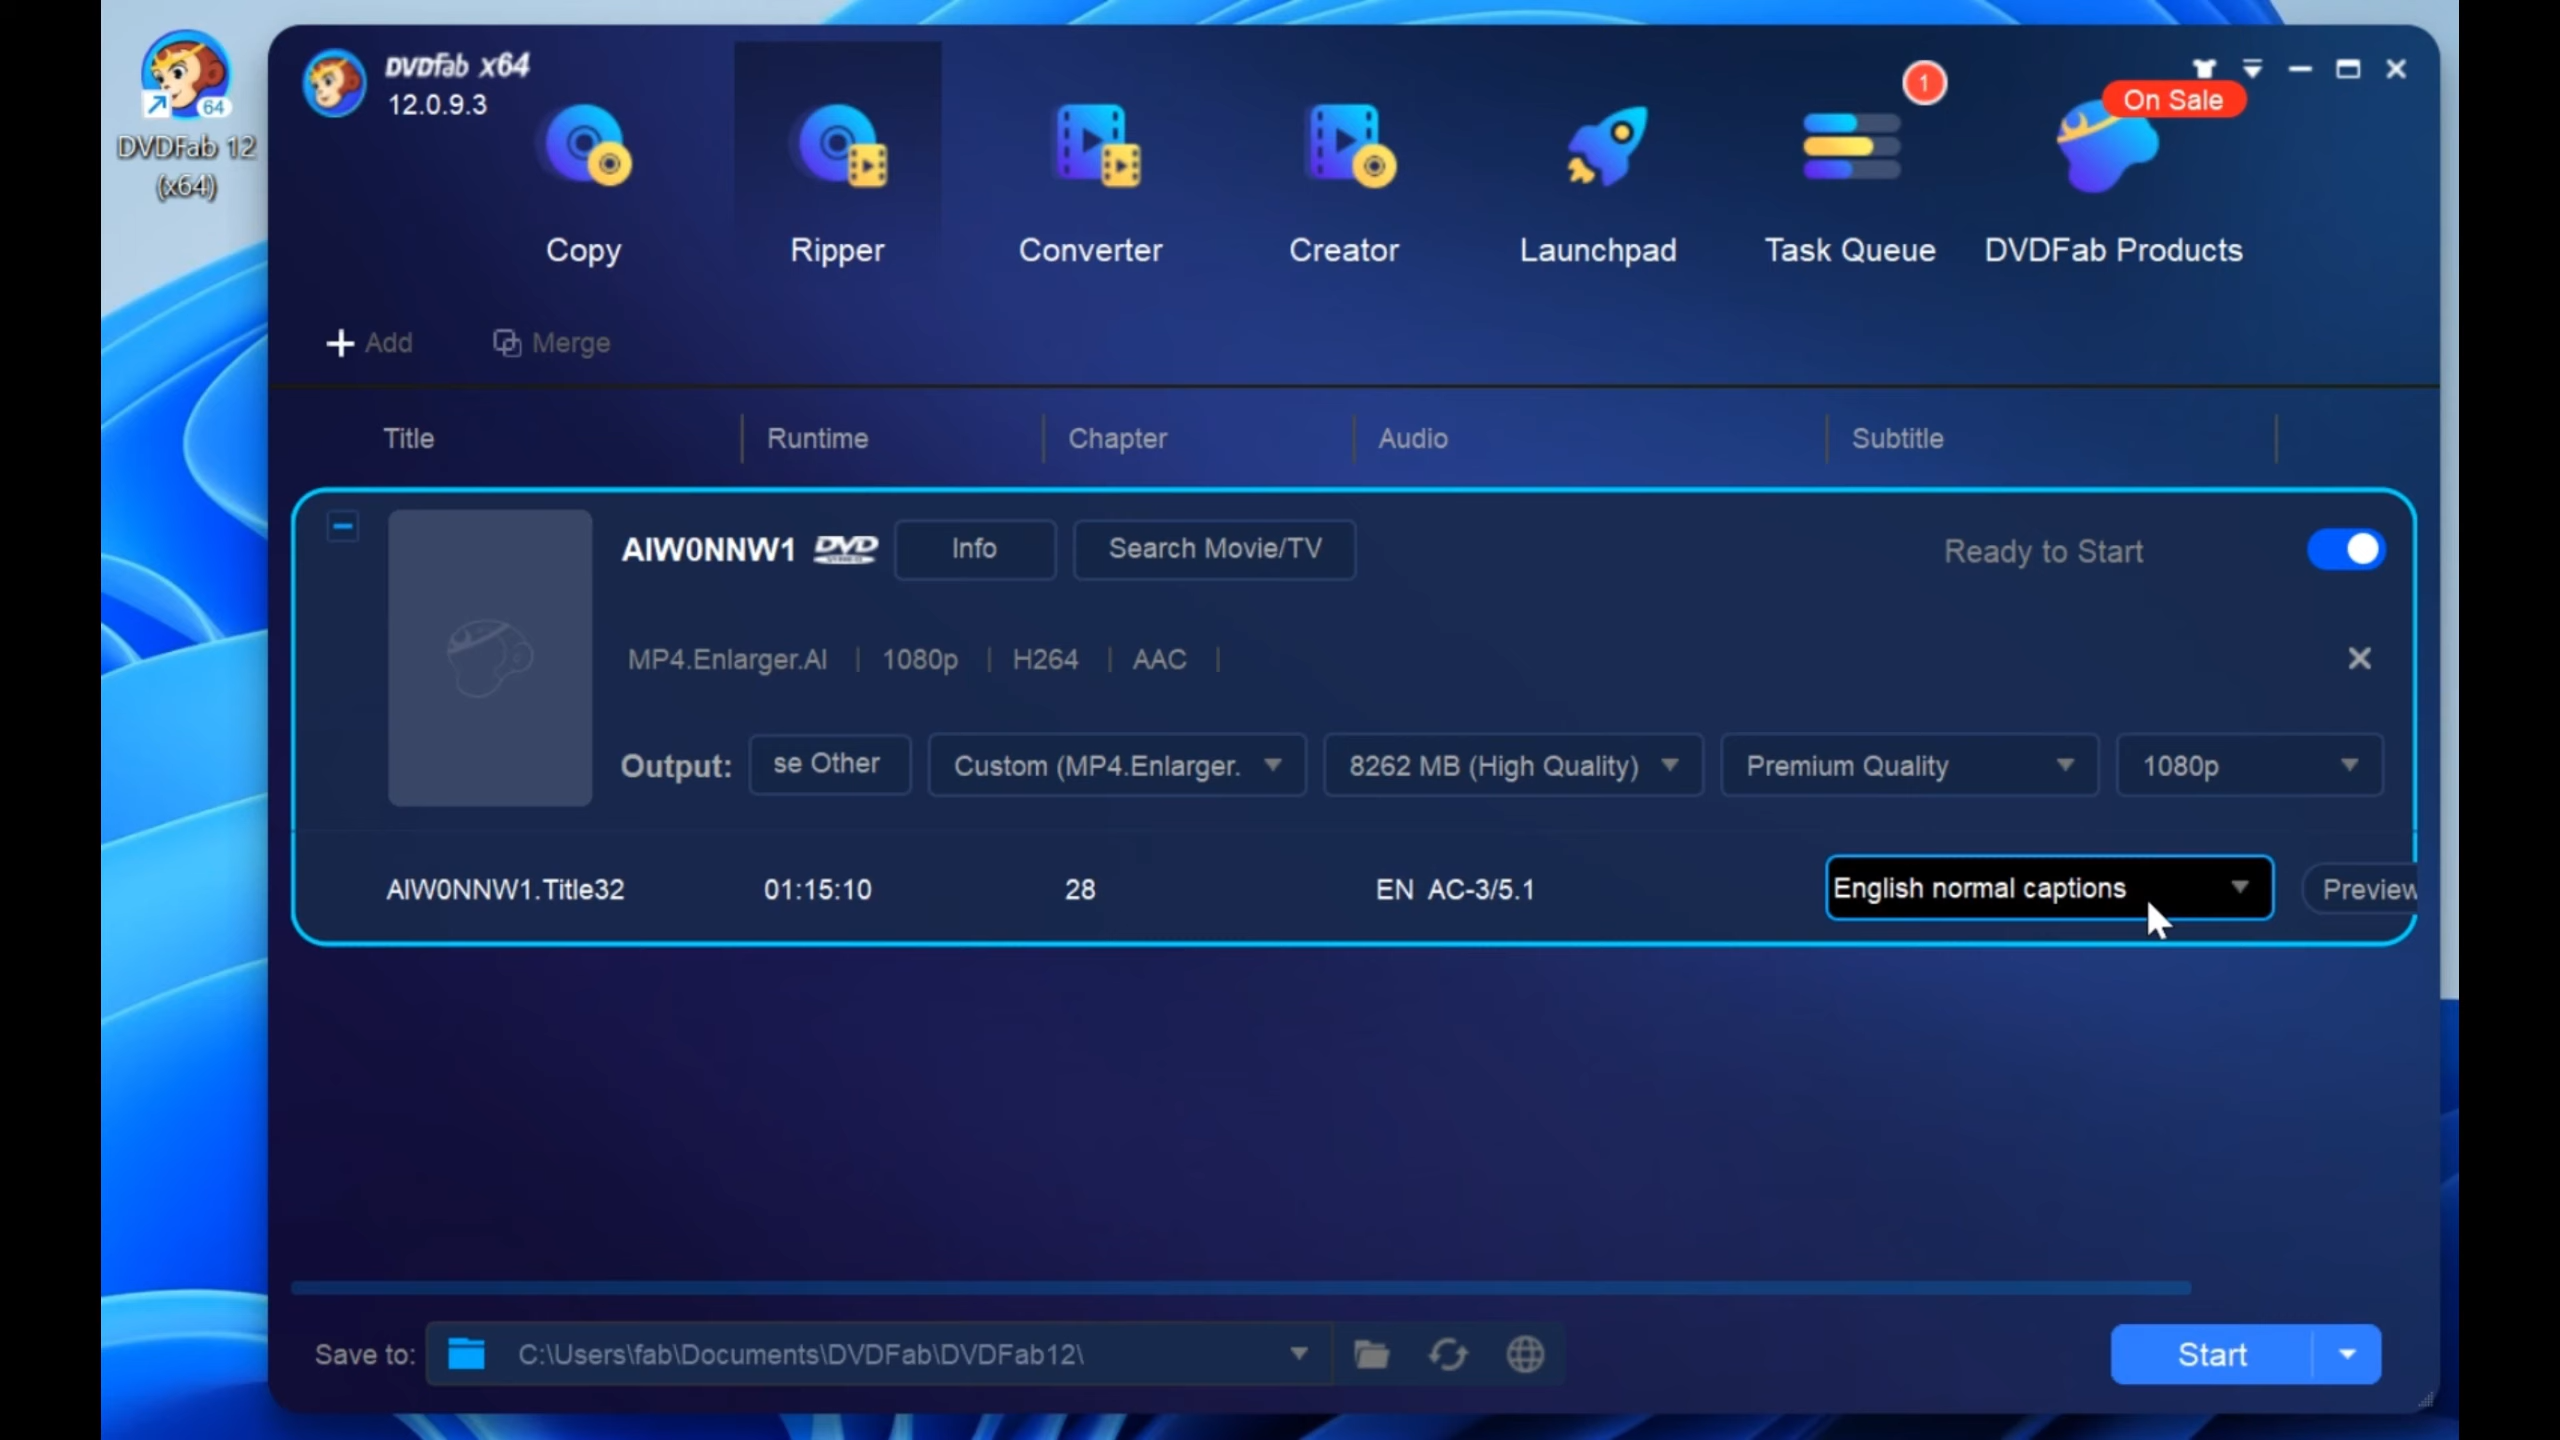 DVDFab 12
(x64)
64
DVDfab x64
12.0.9.3
Copy
Ripper
Converter
Creator
Launchpad
1
Task Queue
On Sale
DVDFab Products
Add
Merge
Title
Runtime
Chapter
Audio
Subtitle
AIW0NNW1
DVD
Info
Search Movie/TV
Ready to Start
MP4.Enlarger.AI | 1080p | H264 | AAC |
Output:
se Other
Custom (MP4.Enlarger.
8262 MB (High Quality)
Premium Quality
1080p
AIW0NNW1.Title32
01:15:10
28
EN AC-3/5.1
English normal captions
Preview
Save to:
C:\Users\fab\Documents\DVDFab\DVDFab12\
Start